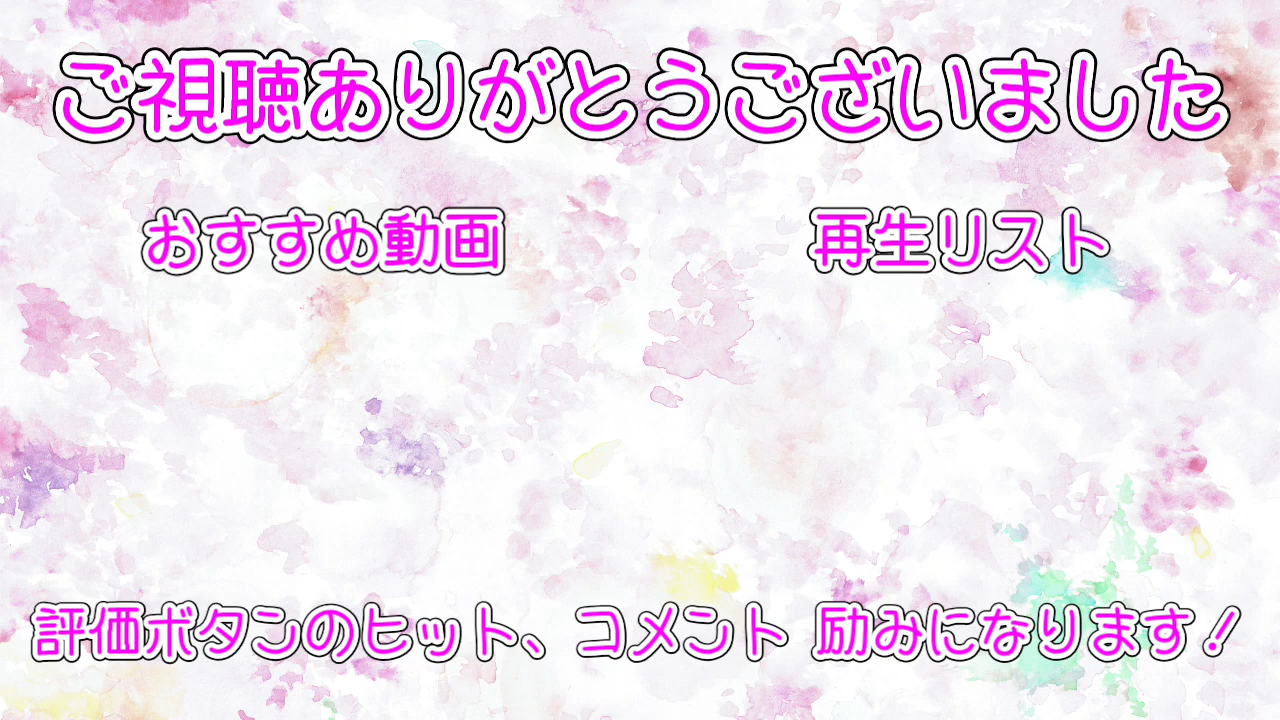 ご視聴ありがとうございました
おすすめ動画 再生リスト
評価ボタンのヒット、コメント 励みになります！